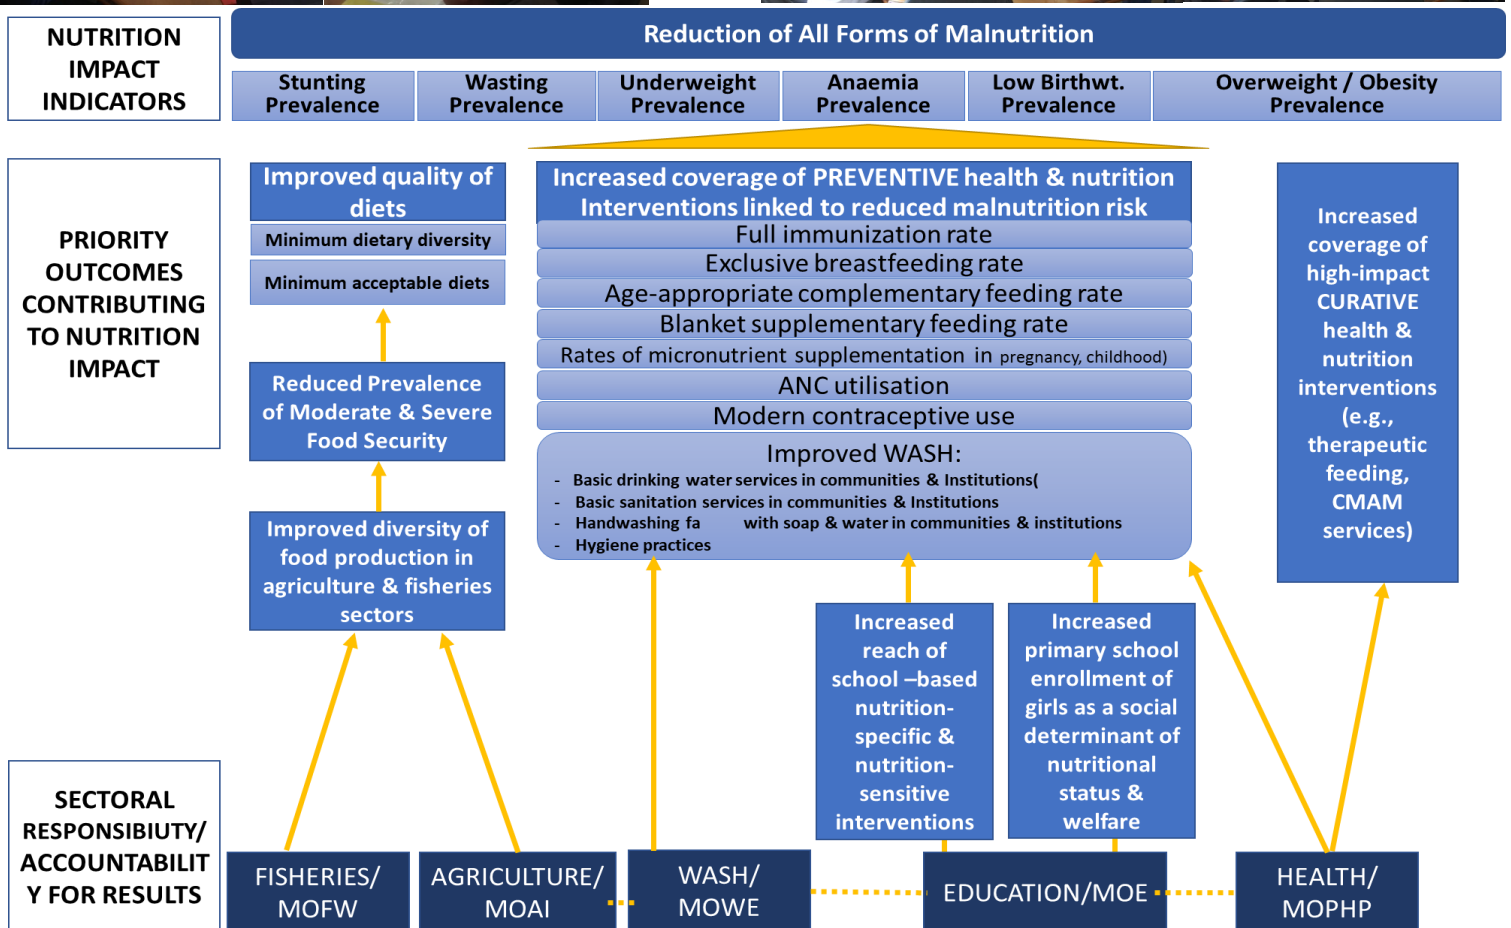 NUTRITION
IMPACT
INDICATORS
Reduction of All Forms of Malnutrition
Stunting
Prevalence
Wasting
Prevalence
Underweight
Prevalence
Anaemia
Prevalence
Low Birthwt.
Prevalence
Overweight / Obesity
Prevalence
PRIORITY
OUTCOMES
CONTRIBUTING
TO NUTRITION
IMPACT
Improved quality of
diets
Minimum dietary diversity
Minimum acceptable diets
Reduced Prevalence
of Moderate & Severe
Food Security
Improved diversity of
food production in
agriculture & fisheries
sectors
Increased coverage of PREVENTIVE health & nutrition
Interventions linked to reduced malnutrition risk
Full immunization rate
Exclusive breastfeeding rate
Age-appropriate complementary feeding rate
Blanket supplementary feeding rate
Rates of micronutrient supplementation in pregnancy, childhood)
ANC utilisation
Modern contraceptive use
Improved WASH:
- Basic drinking water services in communities & Institutions(
- Basic sanitation services in communities & Institutions
- Handwashing fa with soap & water in communities & institutions
- Hygiene practices
Increased
coverage of
high-impact
CURATIVE
health &
nutrition
interventions
(e.g.,
therapeutic
feeding,
CMAM
services)
Increased
reach of
school –based
nutrition-
specific &
nutrition-
sensitive
interventions
Increased
primary school
enrollment of
girls as a social
determinant of
nutritional
status &
welfare
SECTORAL
RESPONSIBIUTY/
ACCOUNTABILIT
Y FOR RESULTS
FISHERIES/
MOFW
AGRICULTURE/
MOAI
WASH/
MOWE
EDUCATION/MOE
HEALTH/
MOPHP